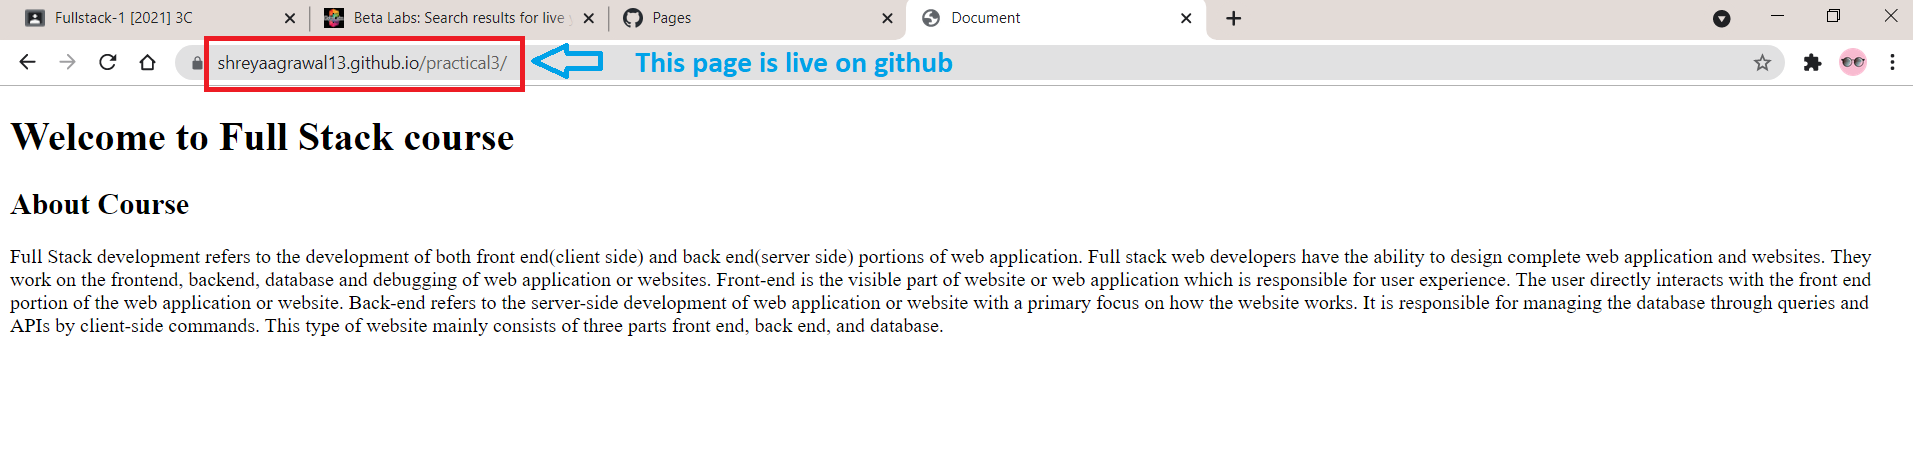 Fullstack-1 [2021] 3C
Beta Labs: Search results for live
Pages
Document
shreyaagrawal13.github.io/practical3/
This page is live on github
Welcome to Full Stack course
About Course
Full Stack development refers to the development of both front end(client side) and back end(server side) portions of web application. Full stack web developers have the ability to design complete web application and websites. They
work on the frontend, backend, database and debugging of web application or websites. Front-end is the visible part of website or web application which is responsible for user experience. The user directly interacts with the front end
portion of the web application or website. Back-end refers to the server-side development of web application or website with a primary focus on how the website works. It is responsible for managing the database through queries and
APIs by client-side commands. This type of website mainly consists of three parts front end, back end, and database.